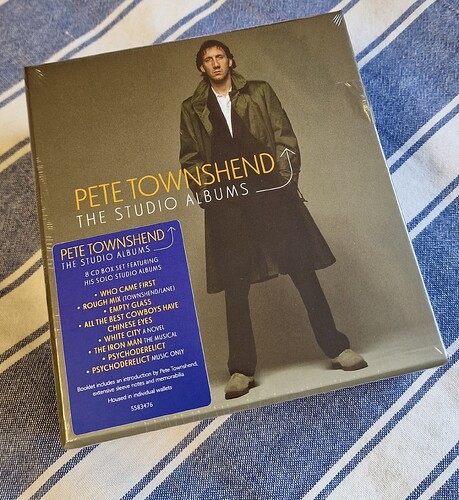 PETE TOWNSHEND
THE STUDIO ALBUMS
PETE TOWNSHEND
THE STUDIO ALBUMS
8 CD BOX SET FEATURING
HIS SOLO STUDIO ALBUMS
• WHO CAME FIRST
• ROUGH MIX (TOWNSHEND/LANE)
• EMPTY GLASS
• ALL THE BEST COWBOYS HAVE
CHINESE EYES
• WHITE CITY A NOVEL
• THE IRON MAN THE MUSICAL
• PSYCHODERELICT
• PSYCHODERELICT MUSIC ONLY
Booklet includes an introduction by Pete Townshend,
extensive sleeve notes and memorabilia
Housed in individual wallets
5583476